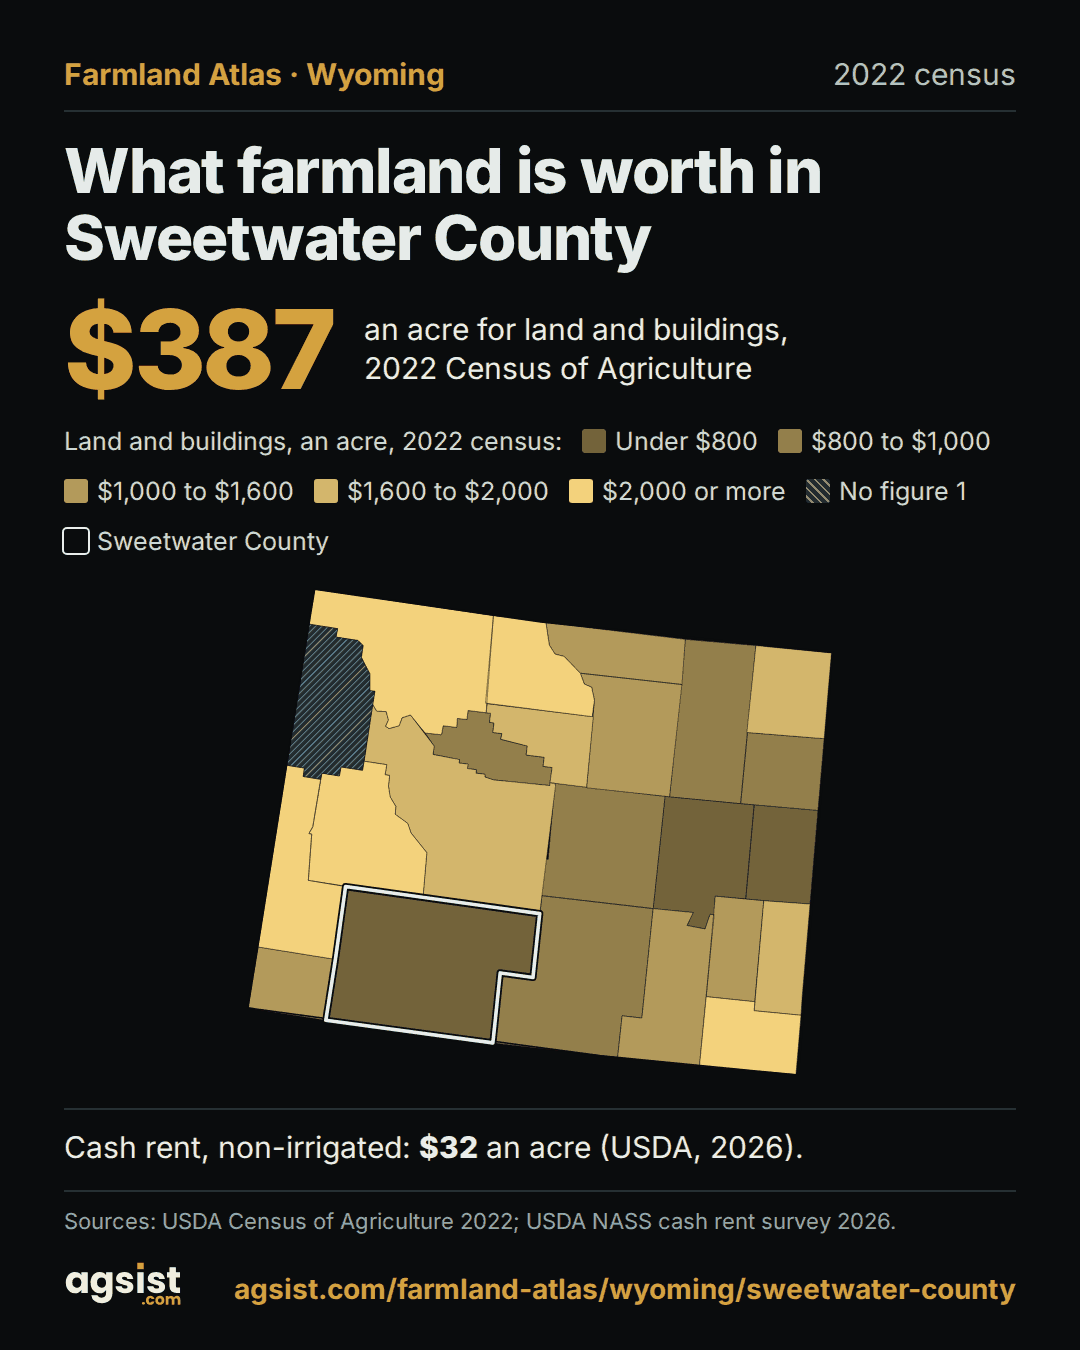 Farmland Atlas · Wyoming
2022 census
What farmland is worth in
Sweetwater County
$387
an acre for land and buildings,
2022 Census of Agriculture
Land and buildings, an acre, 2022 census: Under $800 $800 to $1,000
$1,000 to $1,600 $1,600 to $2,000 $2,000 or more No figure 1
Sweetwater County
Cash rent, non-irrigated: $32 an acre (USDA, 2026).
Sources: USDA Census of Agriculture 2022; USDA NASS cash rent survey 2026.
agsist
.com
agsist.com/farmland-atlas/wyoming/sweetwater-county